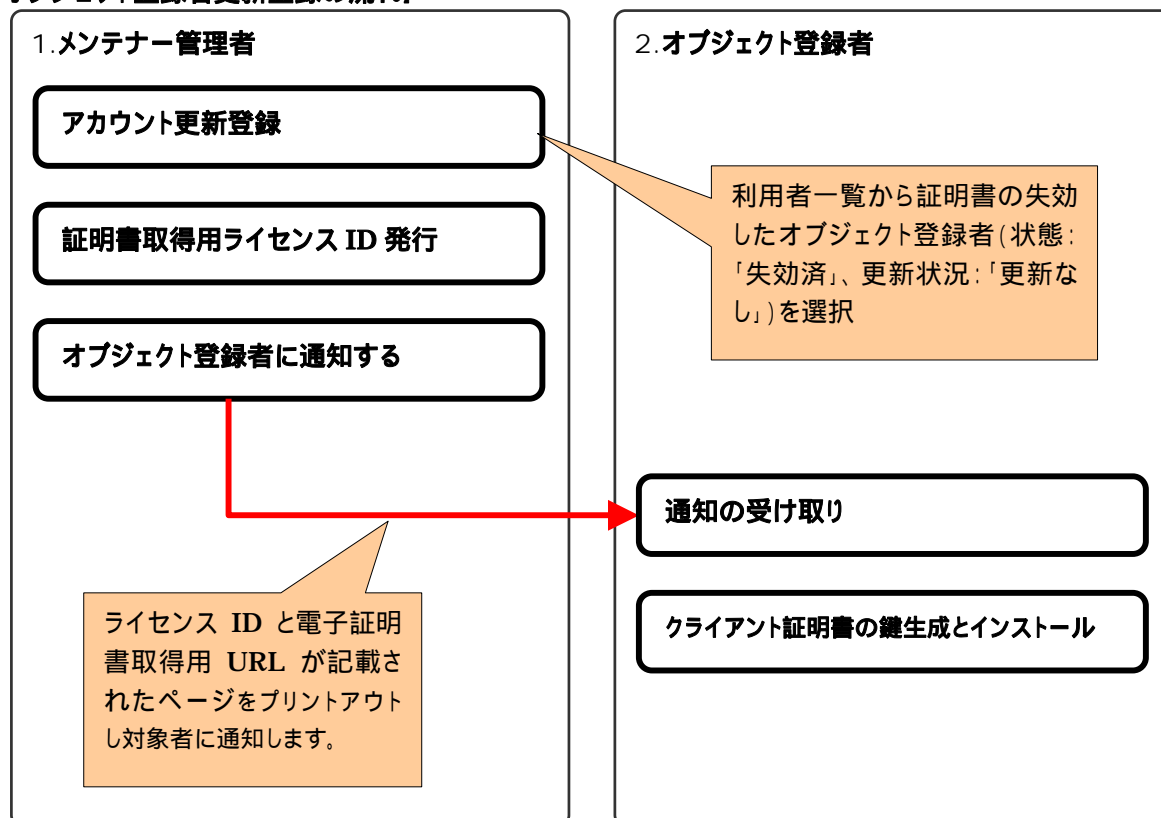 1.メンテナー管理者
アカウント更新登録
証明書取得用ライセンス ID 発行
オブジェクト登録者に通知する
ライセンス ID と電子証明
書取得用 URL が記載さ
れたページをプリントアウト
し対象者に通知します。
2.オブジェクト登録者
利用者一覧から証明書の失効
したオブジェクト登録者(状態:
「失効済」、更新状況:「更新な
し」)を選択
通知の受け取り
クライアント証明書の鍵生成とインストール